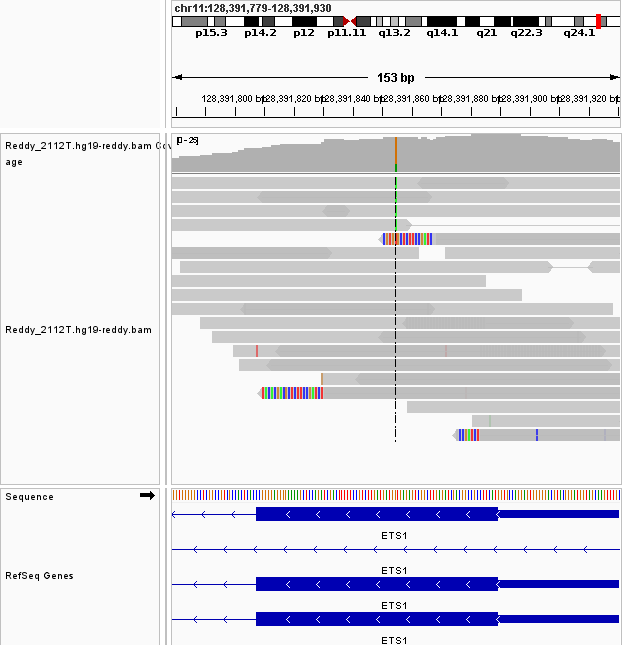 chr11:128,391,779-128,391,930
p15.3 p14.2 p12 p11.11 q13.2 q14.1 q21 q22.3 q24.1
153 bp
128,391,800 bp 128,391,820 bp 128,391,840 bp 128,391,860 bp 128,391,880 bp 128,391,900 bp 128,391,920 bp
Reddy_2112T.hg19-reddy.bam Cov
age
[0-25]
Reddy_2112T.hg19-reddy.bam
Sequence
ETS1
ETS1
RefSeq Genes
ETS1
ETS1